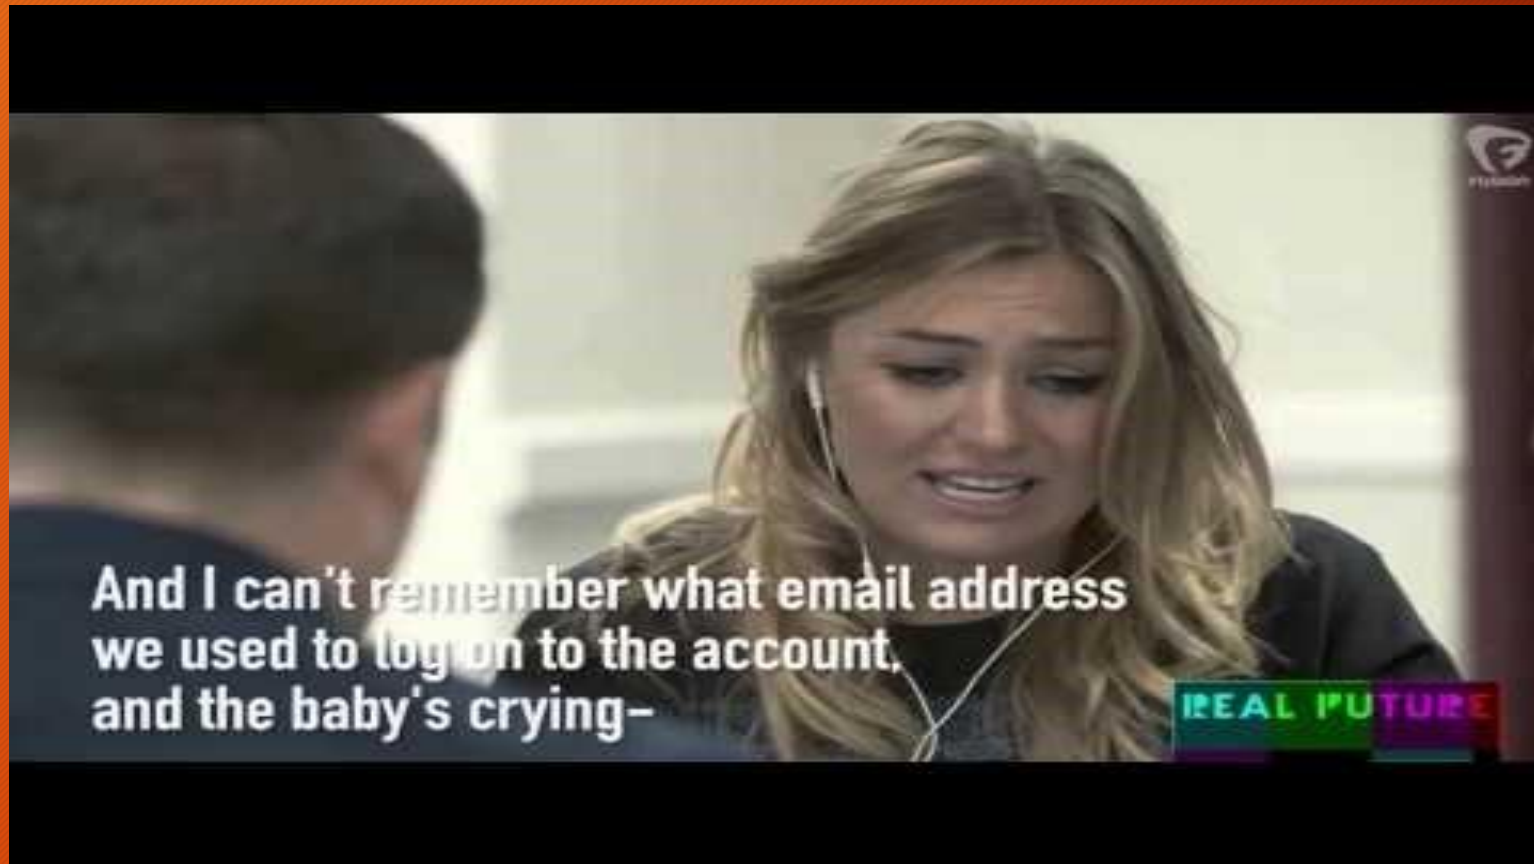 And I can't remember what email address
we used to log on to the account,
and the baby's crying–
REAL FUTURE